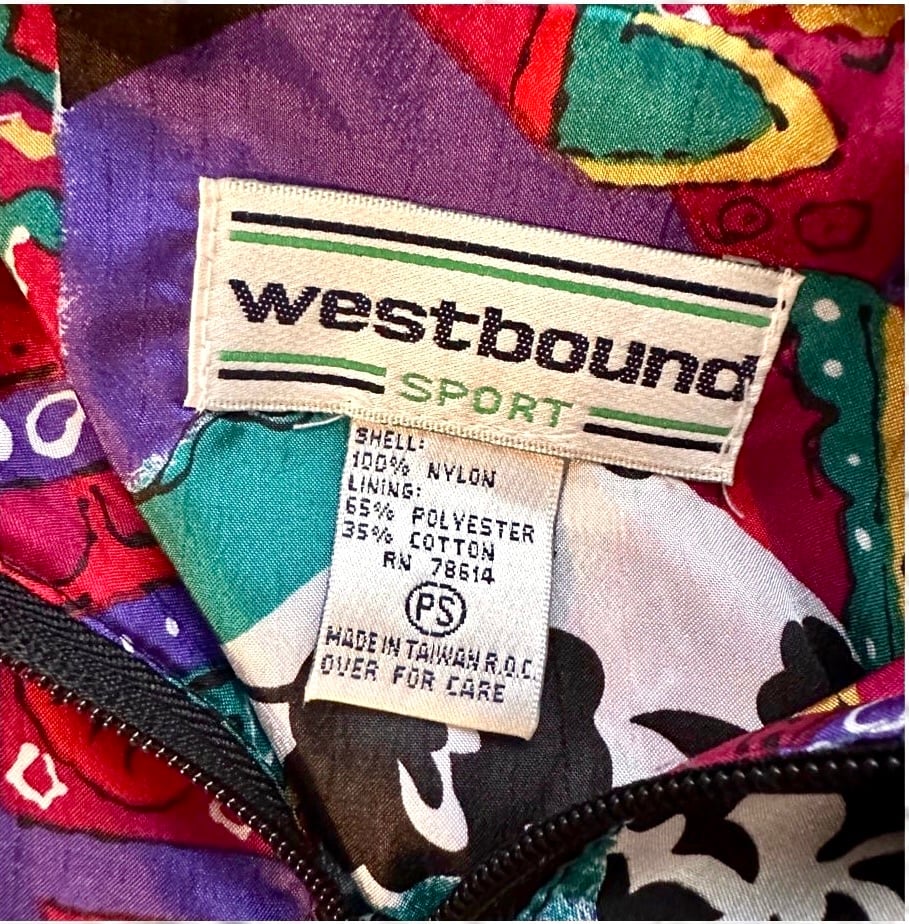 westbound
SPORT
SHELL:
100% NYLON
LINING:
65% POLYESTER
35% COTTON
RN 78614
PS
MADE IN TAIWAN R.O.C.
OVER FOR CARE